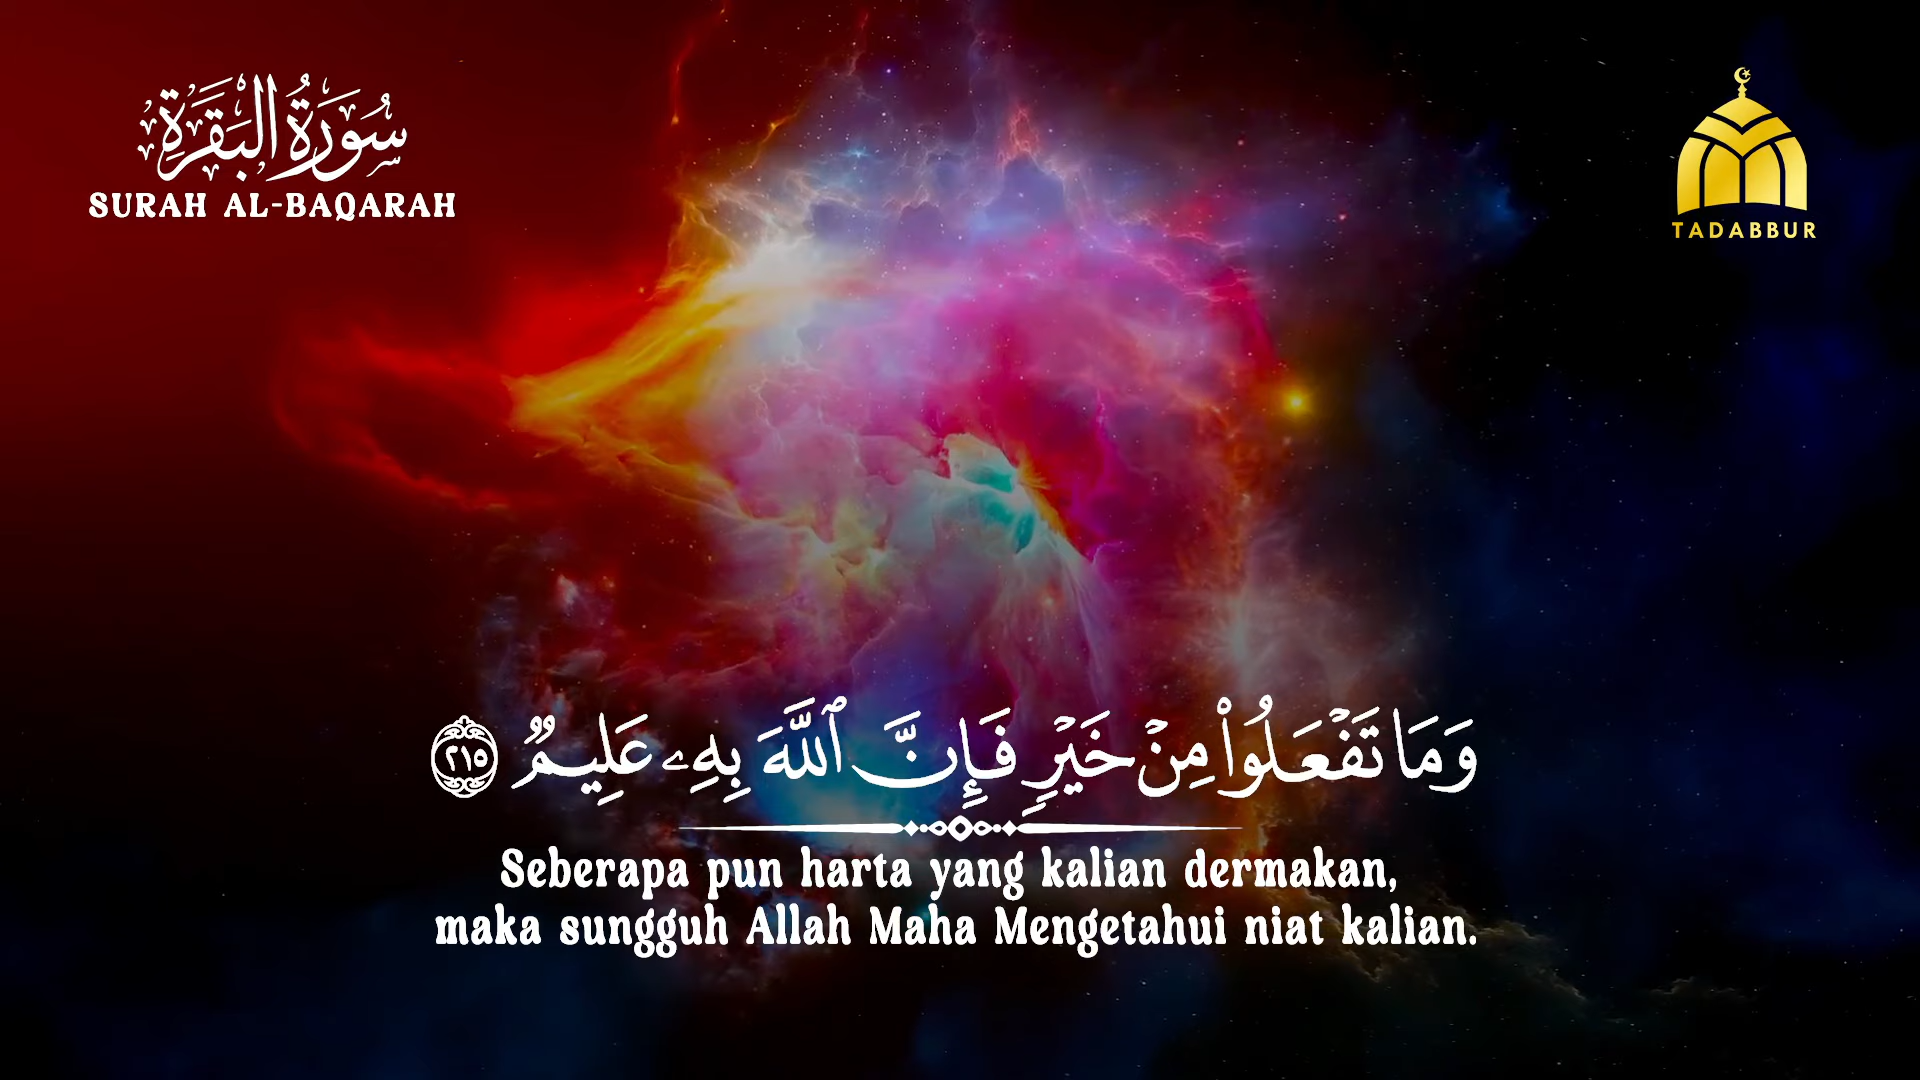 سُورَةُ البَقَرَةِ
SURAH AL-BAQARAH
TADABBUR
وَمَا تَفْعَلُوا۟ مِنْ خَيْرٍ فَإِنَّ ٱللَّهَ بِهِۦ عَلِيمٌ ٢١٥
Seberapa pun harta yang kalian dermakan,
maka sungguh Allah Maha Mengetahui niat kalian.